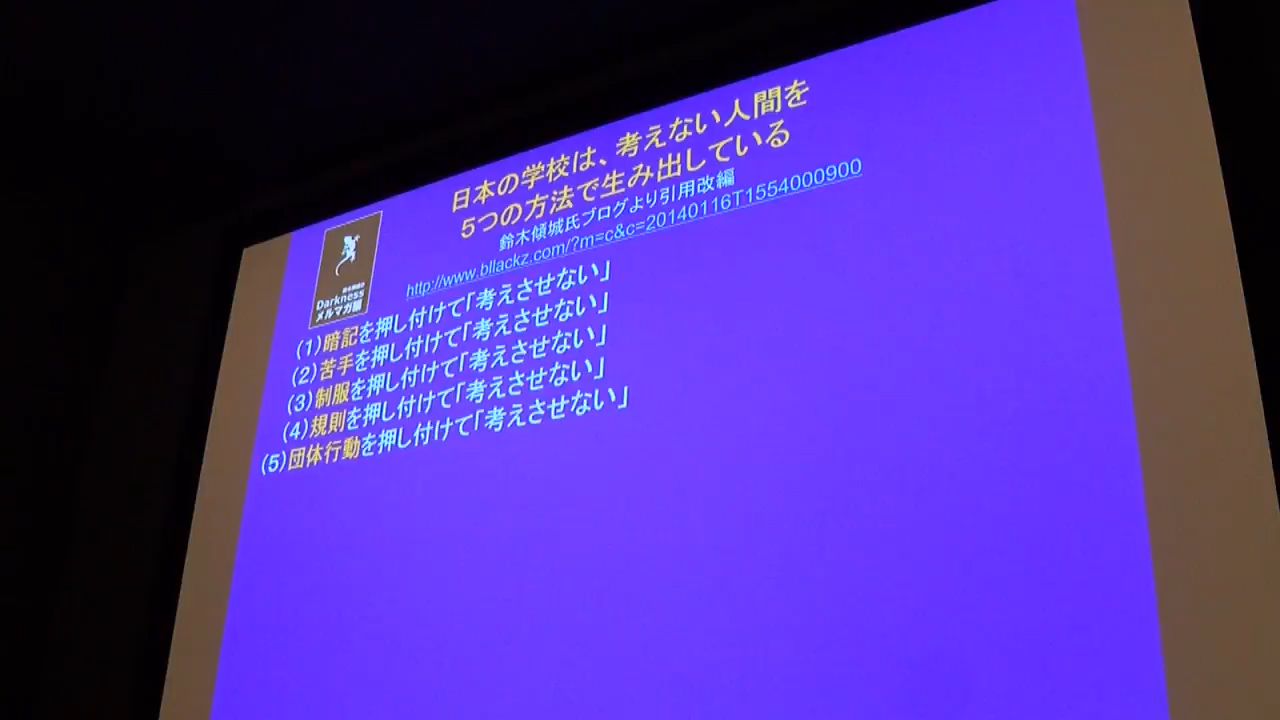 日本の学校は、考えない人間を
5つの方法で生み出している
鈴木傾城氏ブログより引用改編
http://www.bllackz.com/?m=c&c=20140116T1554000900
Darkness
メルマガ編
(1)暗記を押し付けて「考えさせない」
(2)苦手を押し付けて「考えさせない」
(3)制服を押し付けて「考えさせない」
(4)規則を押し付けて「考えさせない」
(5)団体行動を押し付けて「考えさせない」